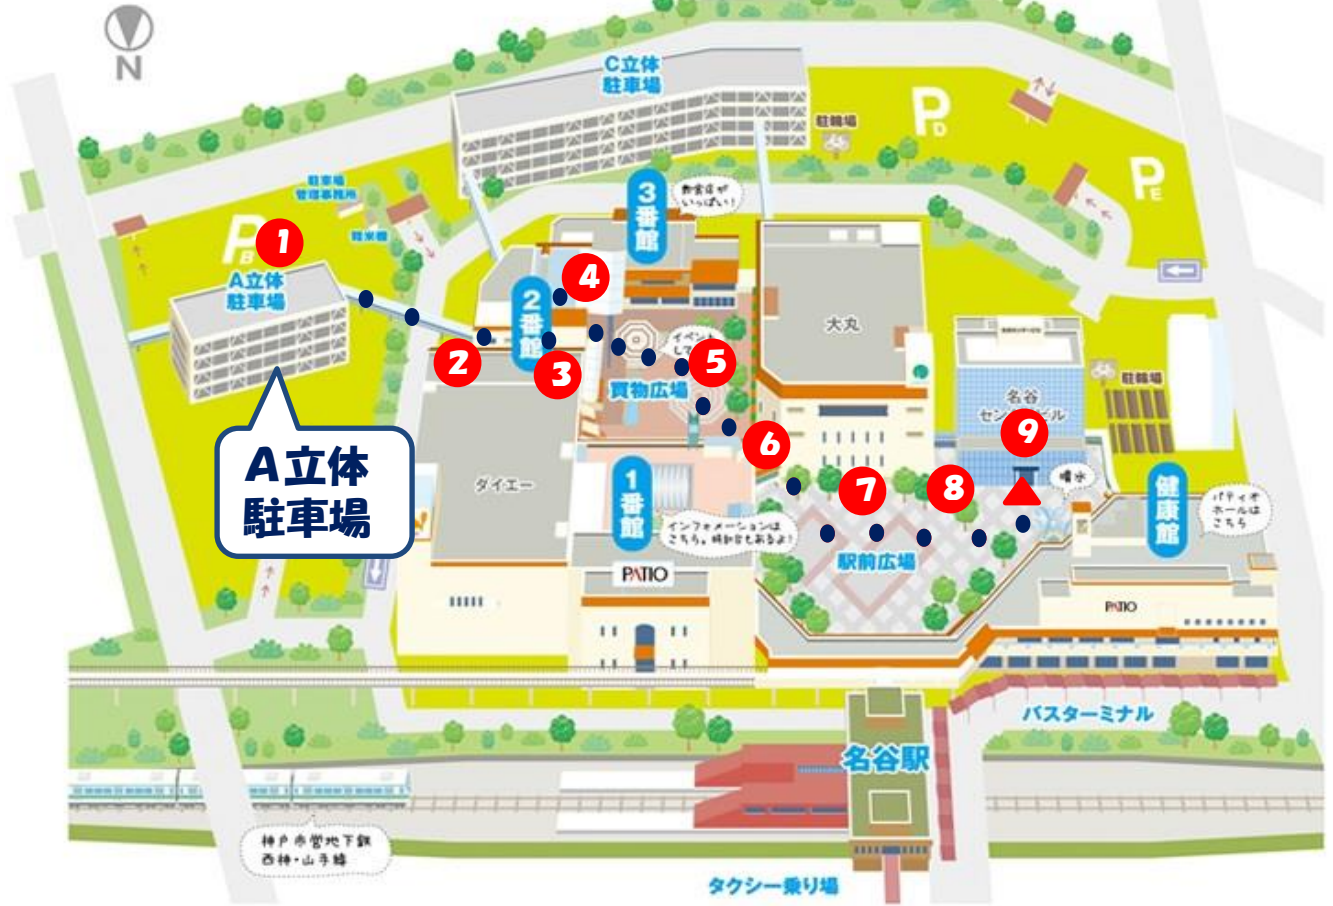 N
C立体
駐車場
駐輪場
P
D
P
E
駐車場
管理事務所
精米機
P
B
1
A立体
駐車場
3番館
飲食店が
いっぱい!
2番館
4
2
3
イベント
5
買物広場
大丸
6
名谷
駐輪場
9
A立体
駐車場
ダイエー
1番館
インフォメーションは
こちら。時計台もあるよ!
7
8
噴水
健康館
パティオ
ホールは
こちら
駅前広場
PATIO
PATIO
バスターミナル
名谷駅
神戸市営地下鉄
西神・山手線
タクシー乗り場